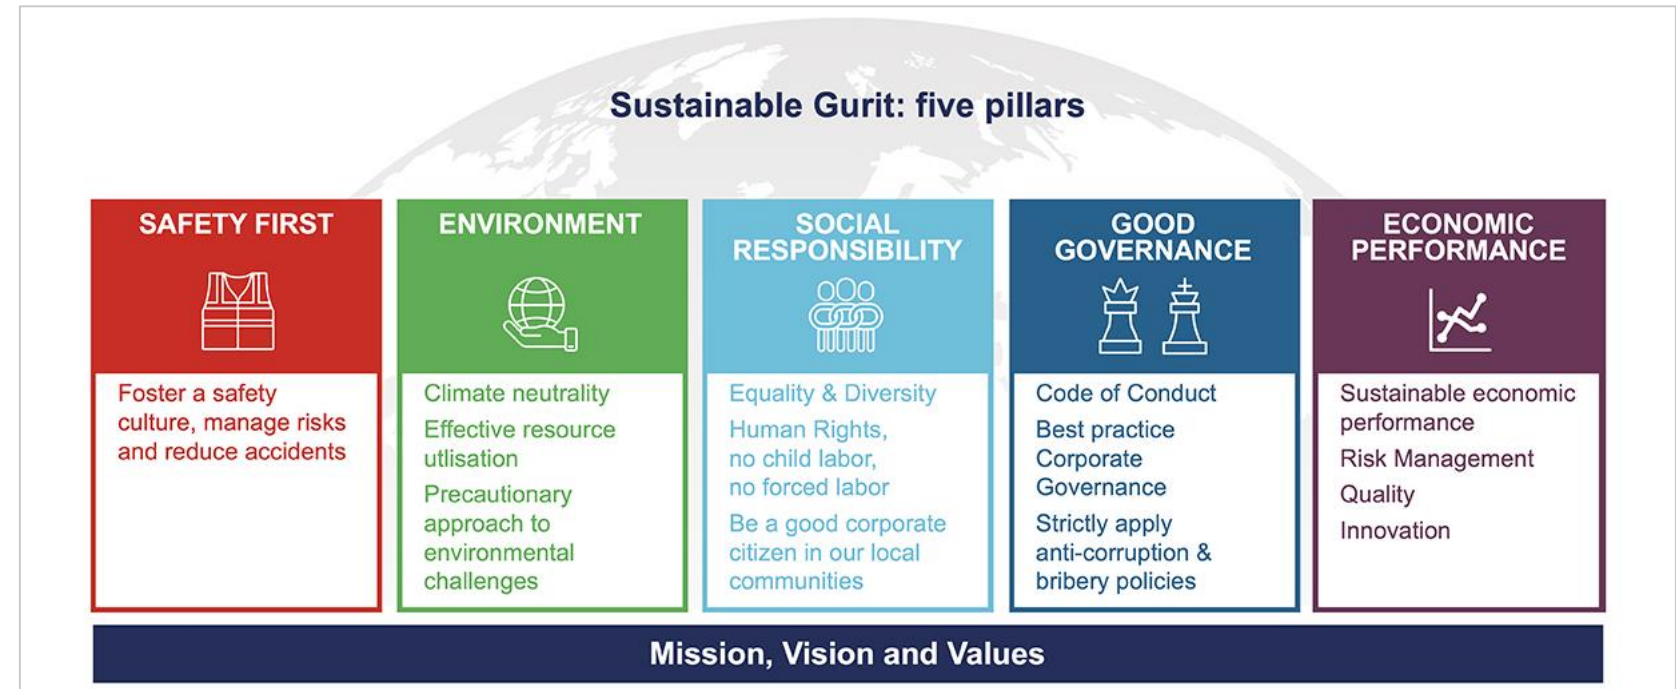 Sustainable Gurit: five pillars
SAFETY FIRST
Foster a safety
culture, manage risks
and reduce accidents
ENVIRONMENT
Climate neutrality
Effective resource
utlisation
Precautionary
approach to
environmental
challenges
SOCIAL
RESPONSIBILITY
Equality & Diversity
Human Rights,
no child labor,
no forced labor
Be a good corporate
citizen in our local
communities
GOOD
GOVERNANCE
Code of Conduct
Best practice
Corporate
Governance
Strictly apply
anti-corruption &
bribery policies
ECONOMIC
PERFORMANCE
Sustainable economic
performance
Risk Management
Quality
Innovation
Mission, Vision and Values